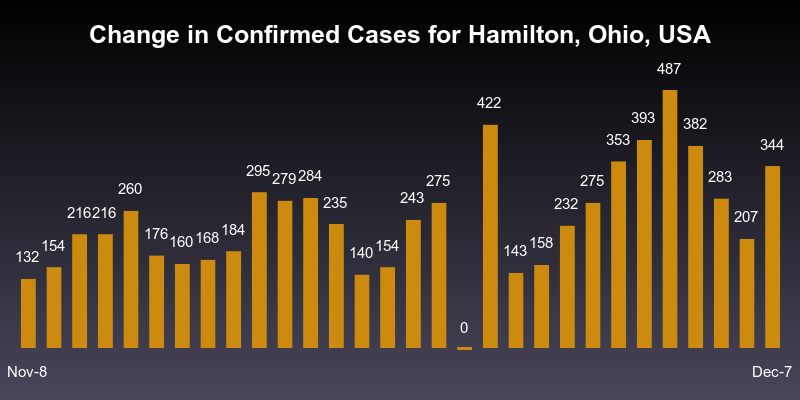 Change in Confirmed Cases for Hamilton, Ohio, USA
132 154 216 216 260 176 160 168 184 295 279 284 235 140 154 243 275 0 422 143 158 232 275 353 393 487 382 283 207 344
Nov-8 Dec-7